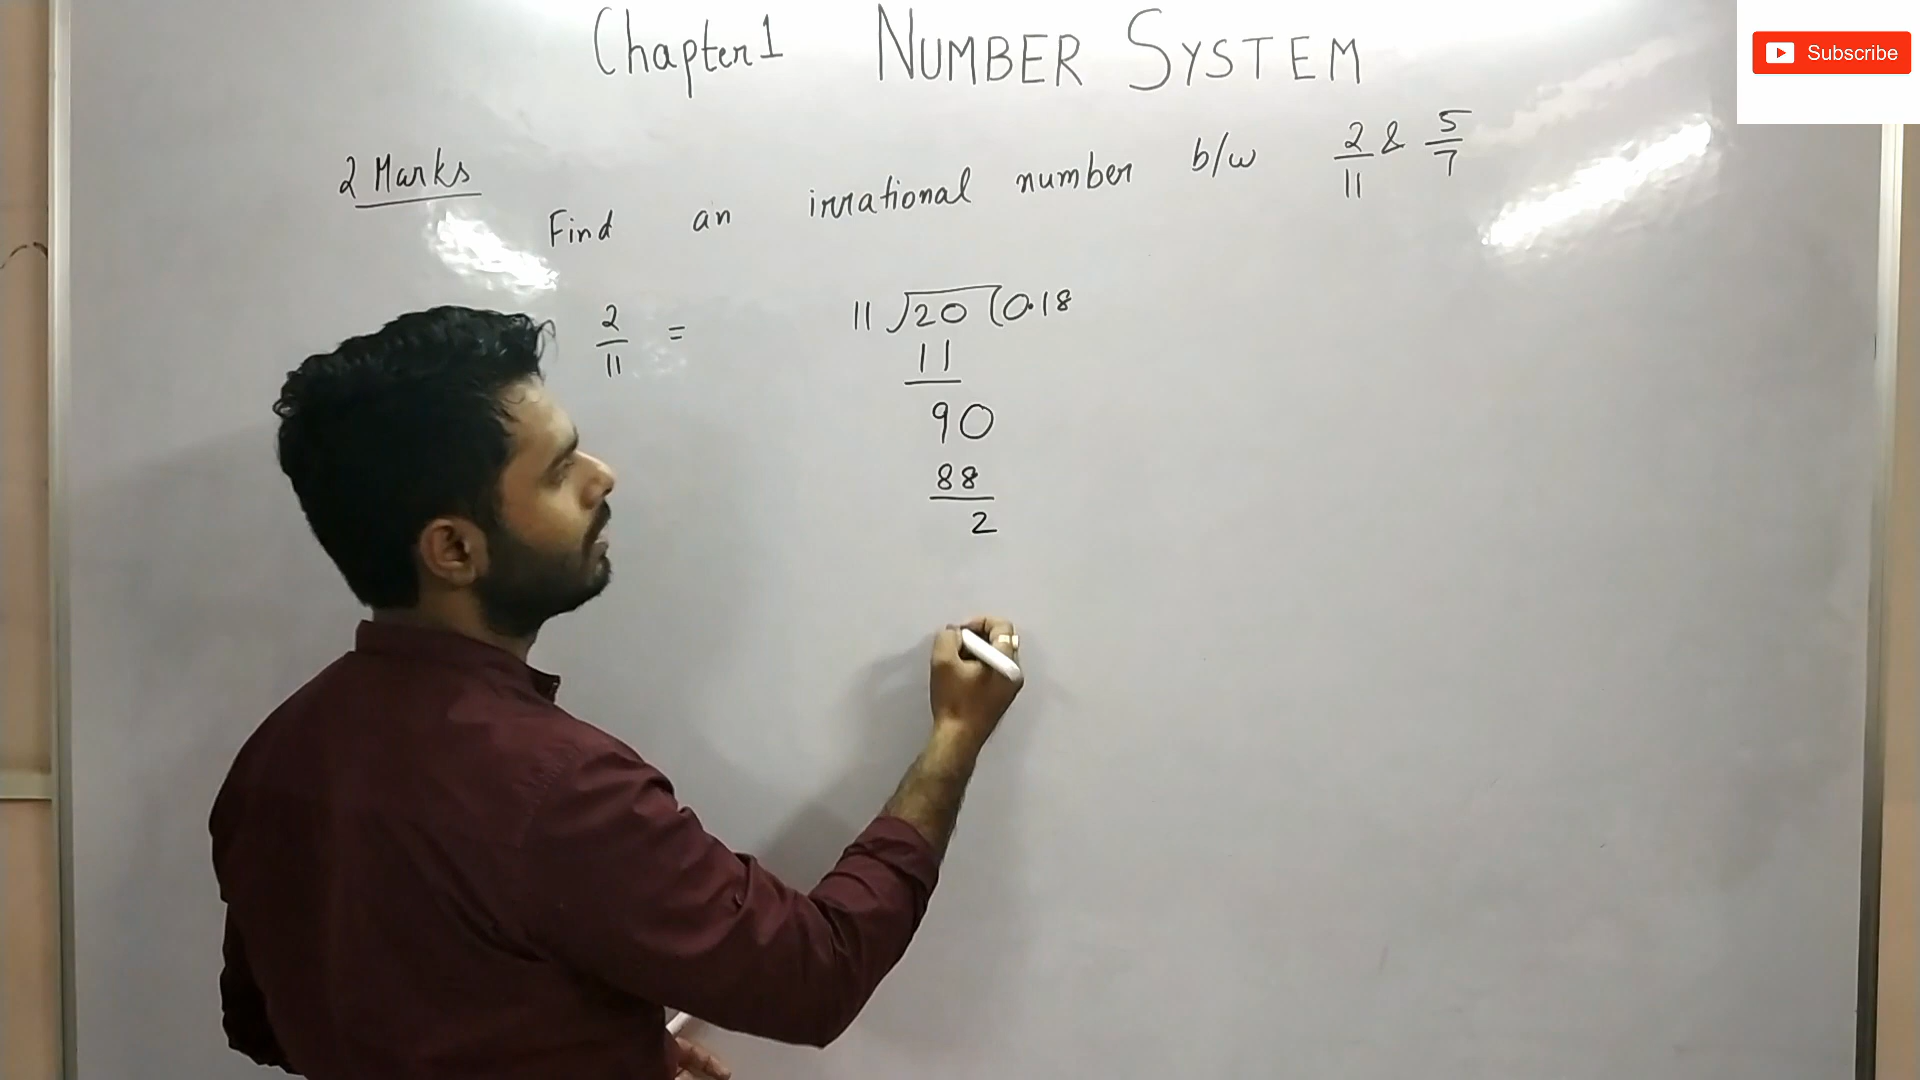 Chapter 1 NUMBER SYSTEM
Subscribe
2 Marks
Find an irrational number b/w 2/11 & 5/7
2/11 =
11 ) 20 ( 0.18
11
90
88
2